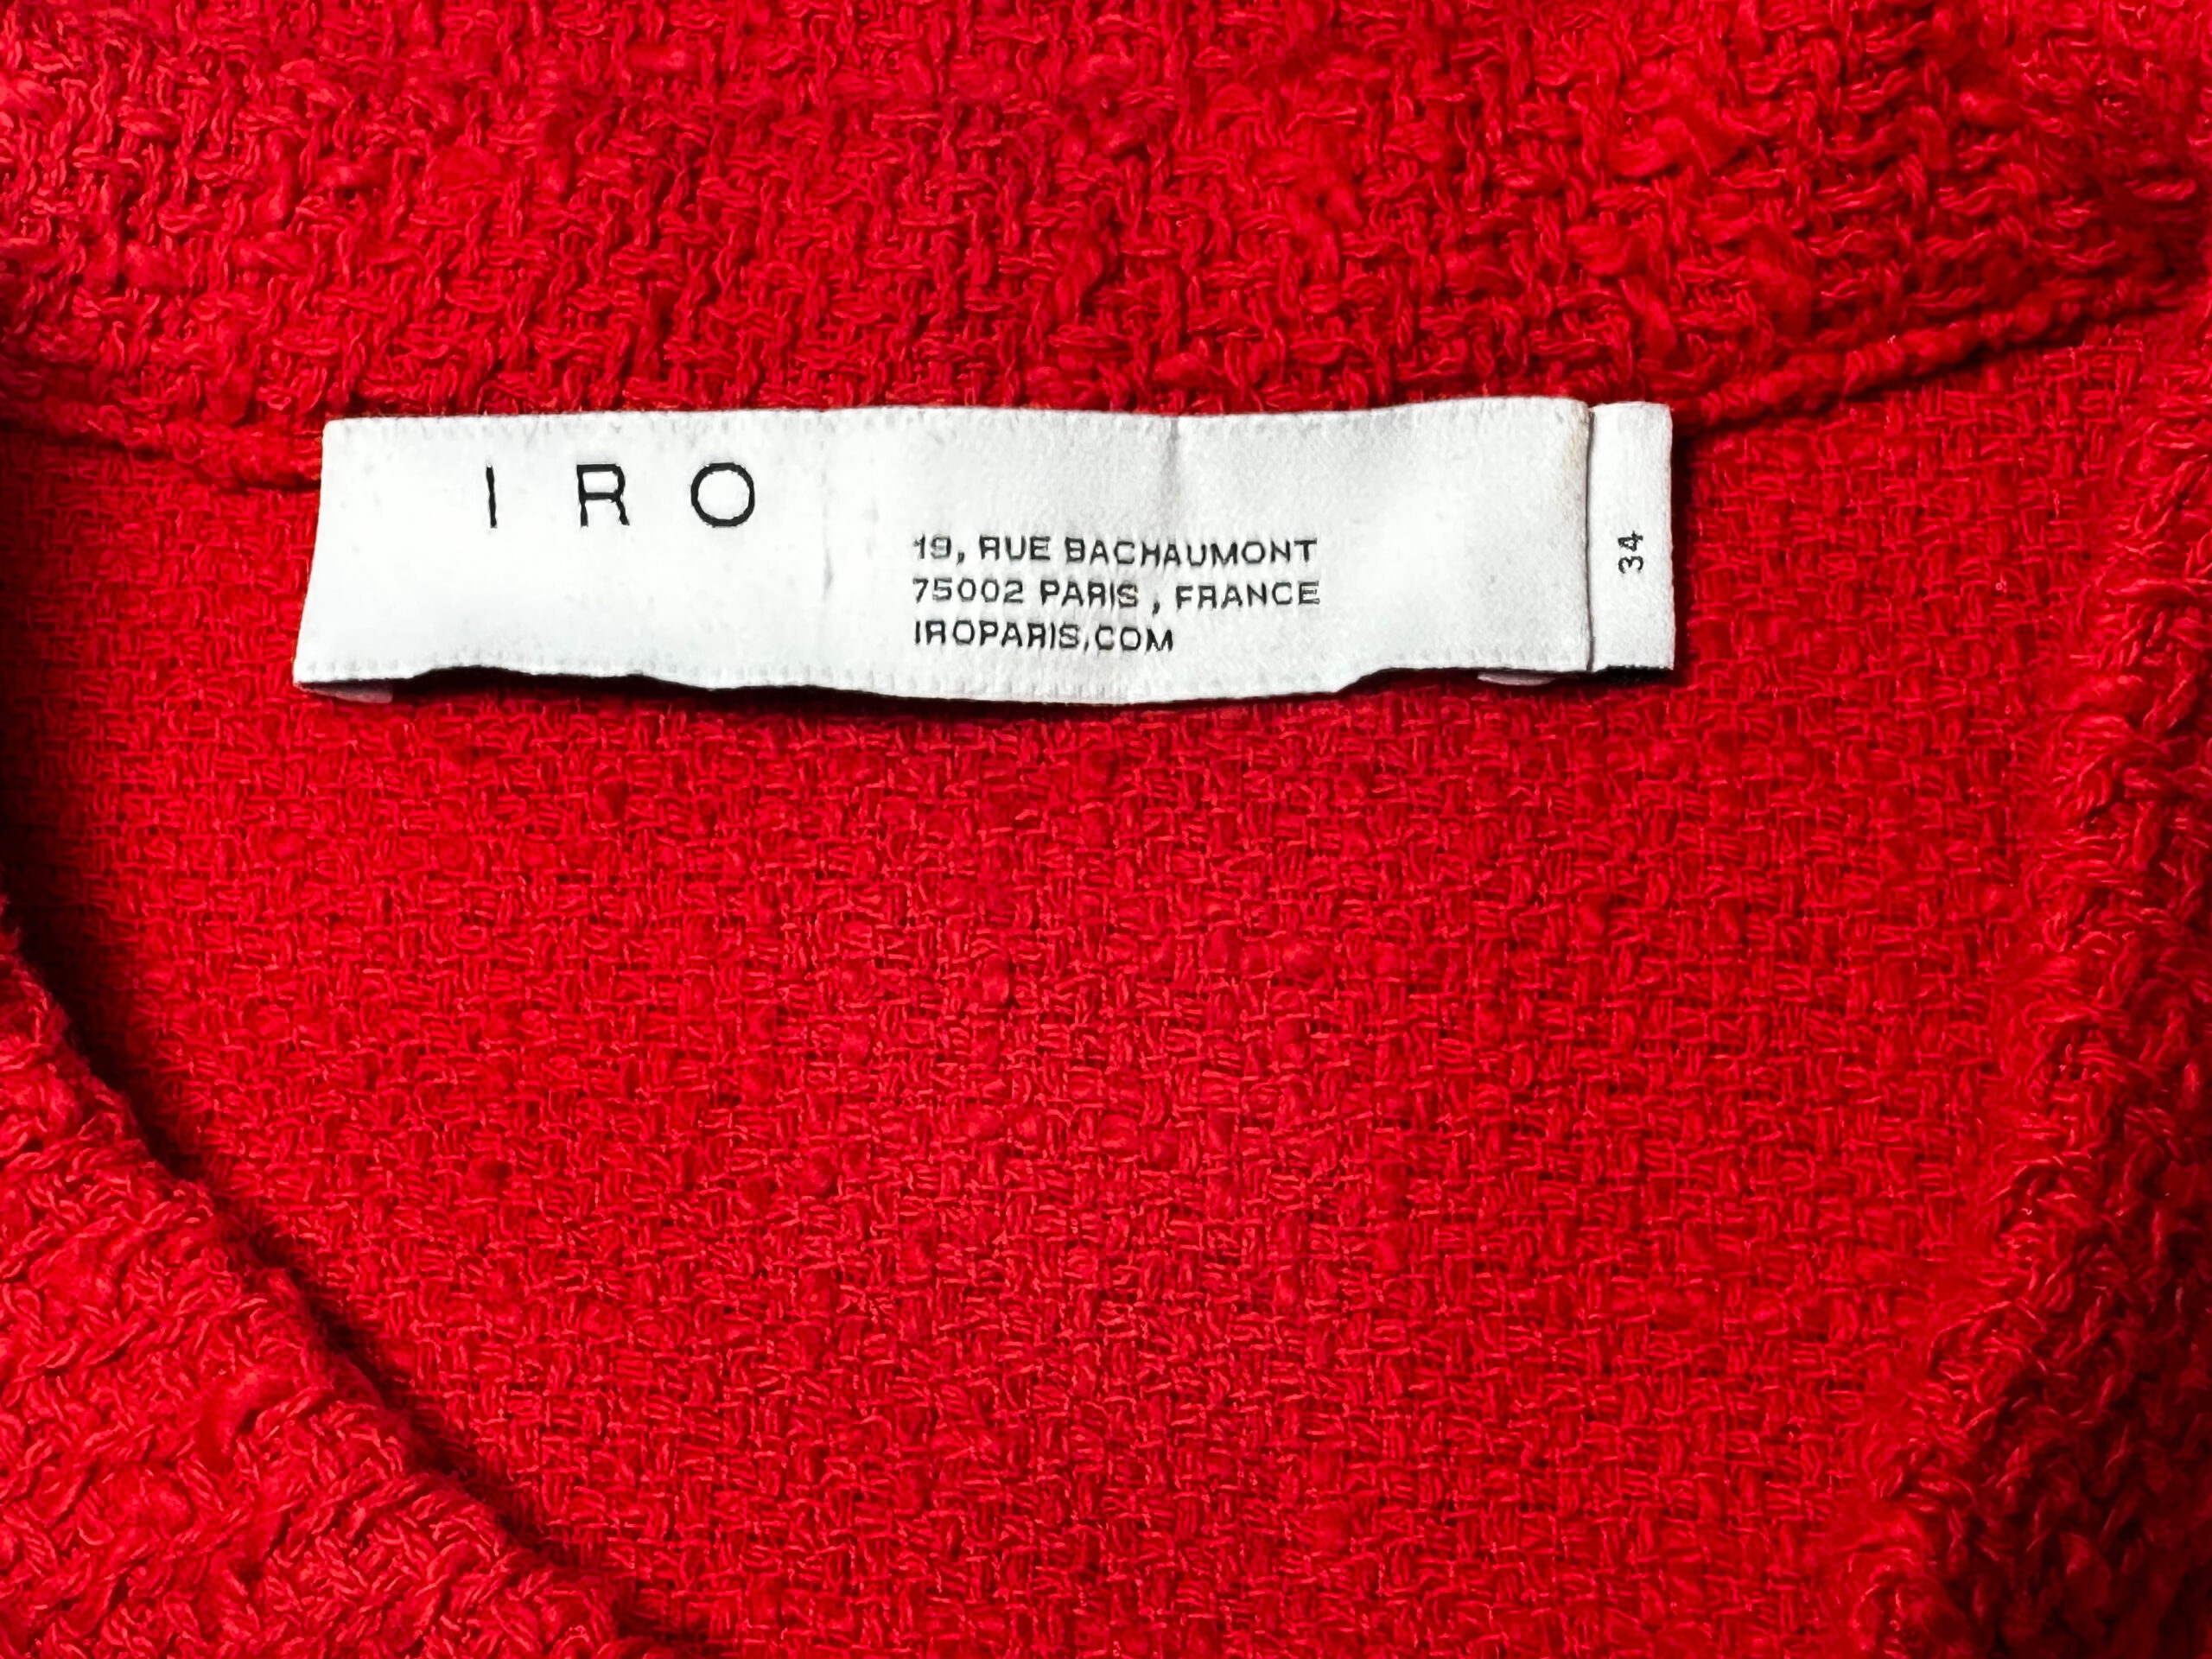 IRO
19, RUE BACHAUMONT
75002 PARIS, FRANCE
IROPARIS.COM
34